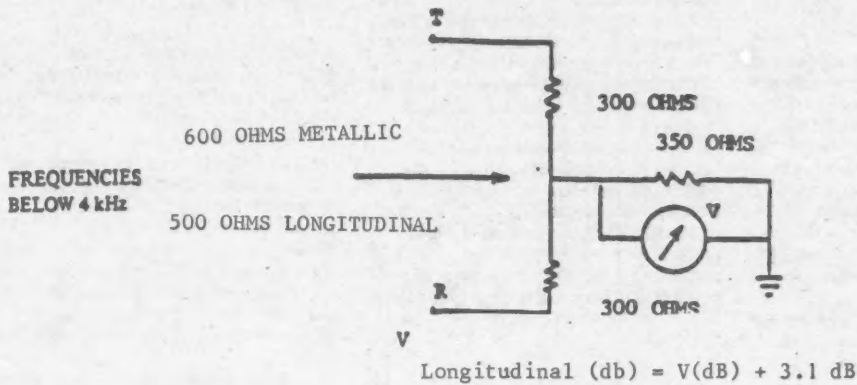 T
300 OHMS
600 OHMS METALLIC
350 OHMS
FREQUENCIES
BELOW 4 kHz
V
500 OHMS LONGITUDINAL
R
300 OHMS
V
Longitudinal (db) = V(dB) + 3.1 dB